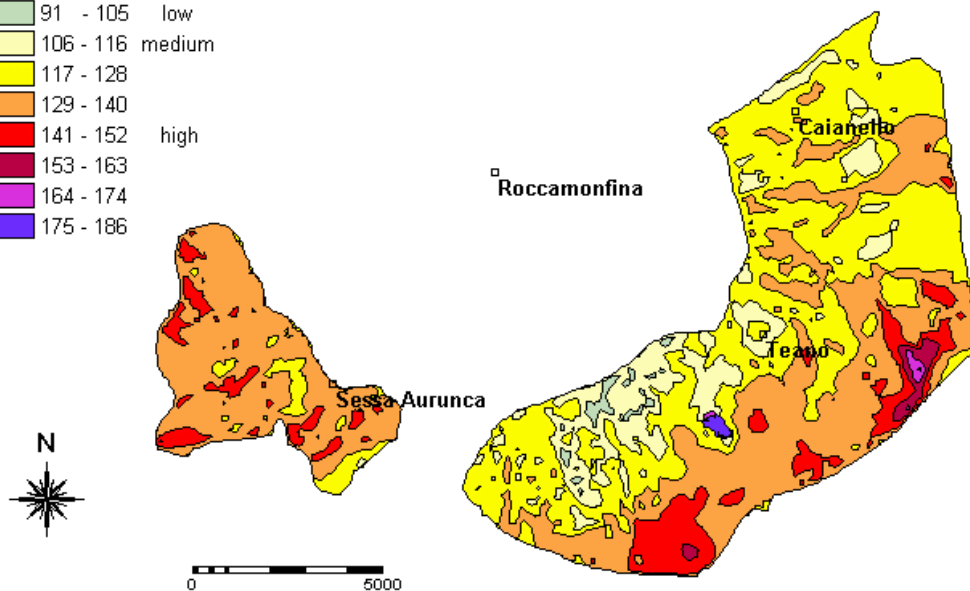 91 - 105 low
106 - 116 medium
117 - 128
129 - 140
141 - 152 high
153 - 163
164 - 174
175 - 186
Caianello
Roccamonfina
Teano
Sessa Aurunca
N
0 5000